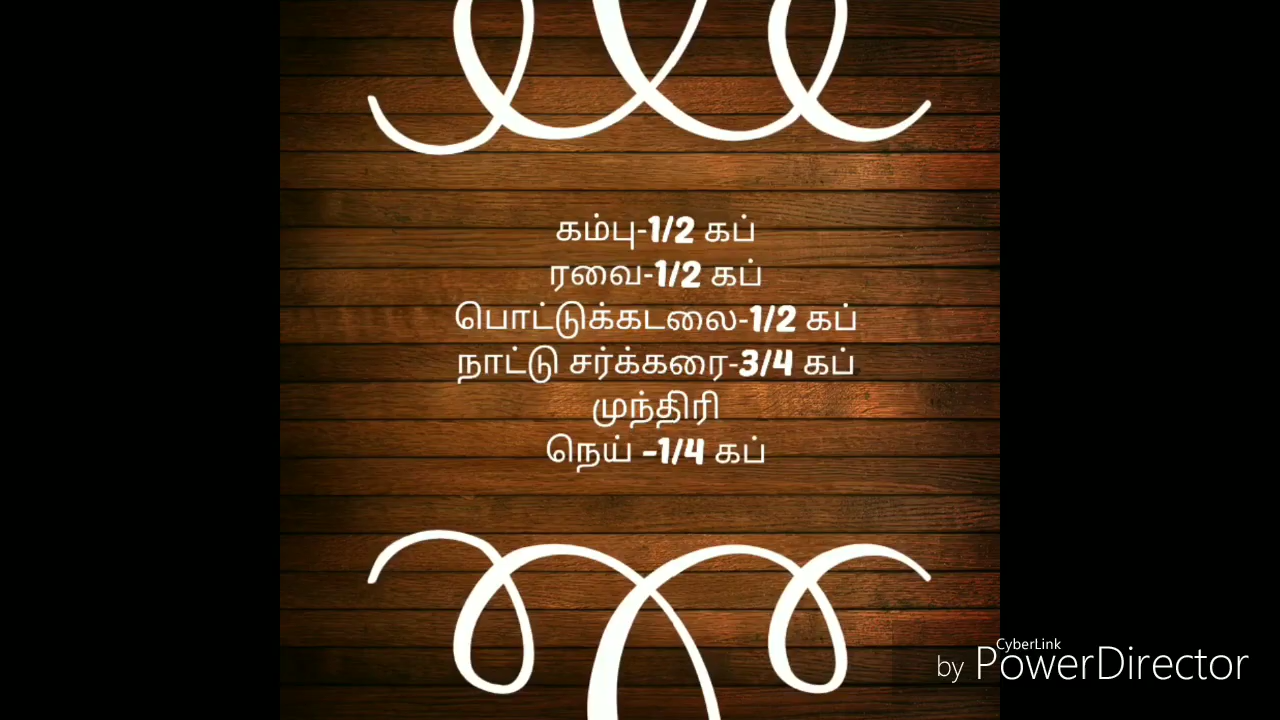 கம்பு-1/2 கப்
ரவை-1/2 கப்
பொட்டுக்கடலை-1/2 கப்
நாட்டு சர்க்கரை-3/4 கப்
முந்திரி
நெய் -1/4 கப்
CyberLink
by PowerDirector